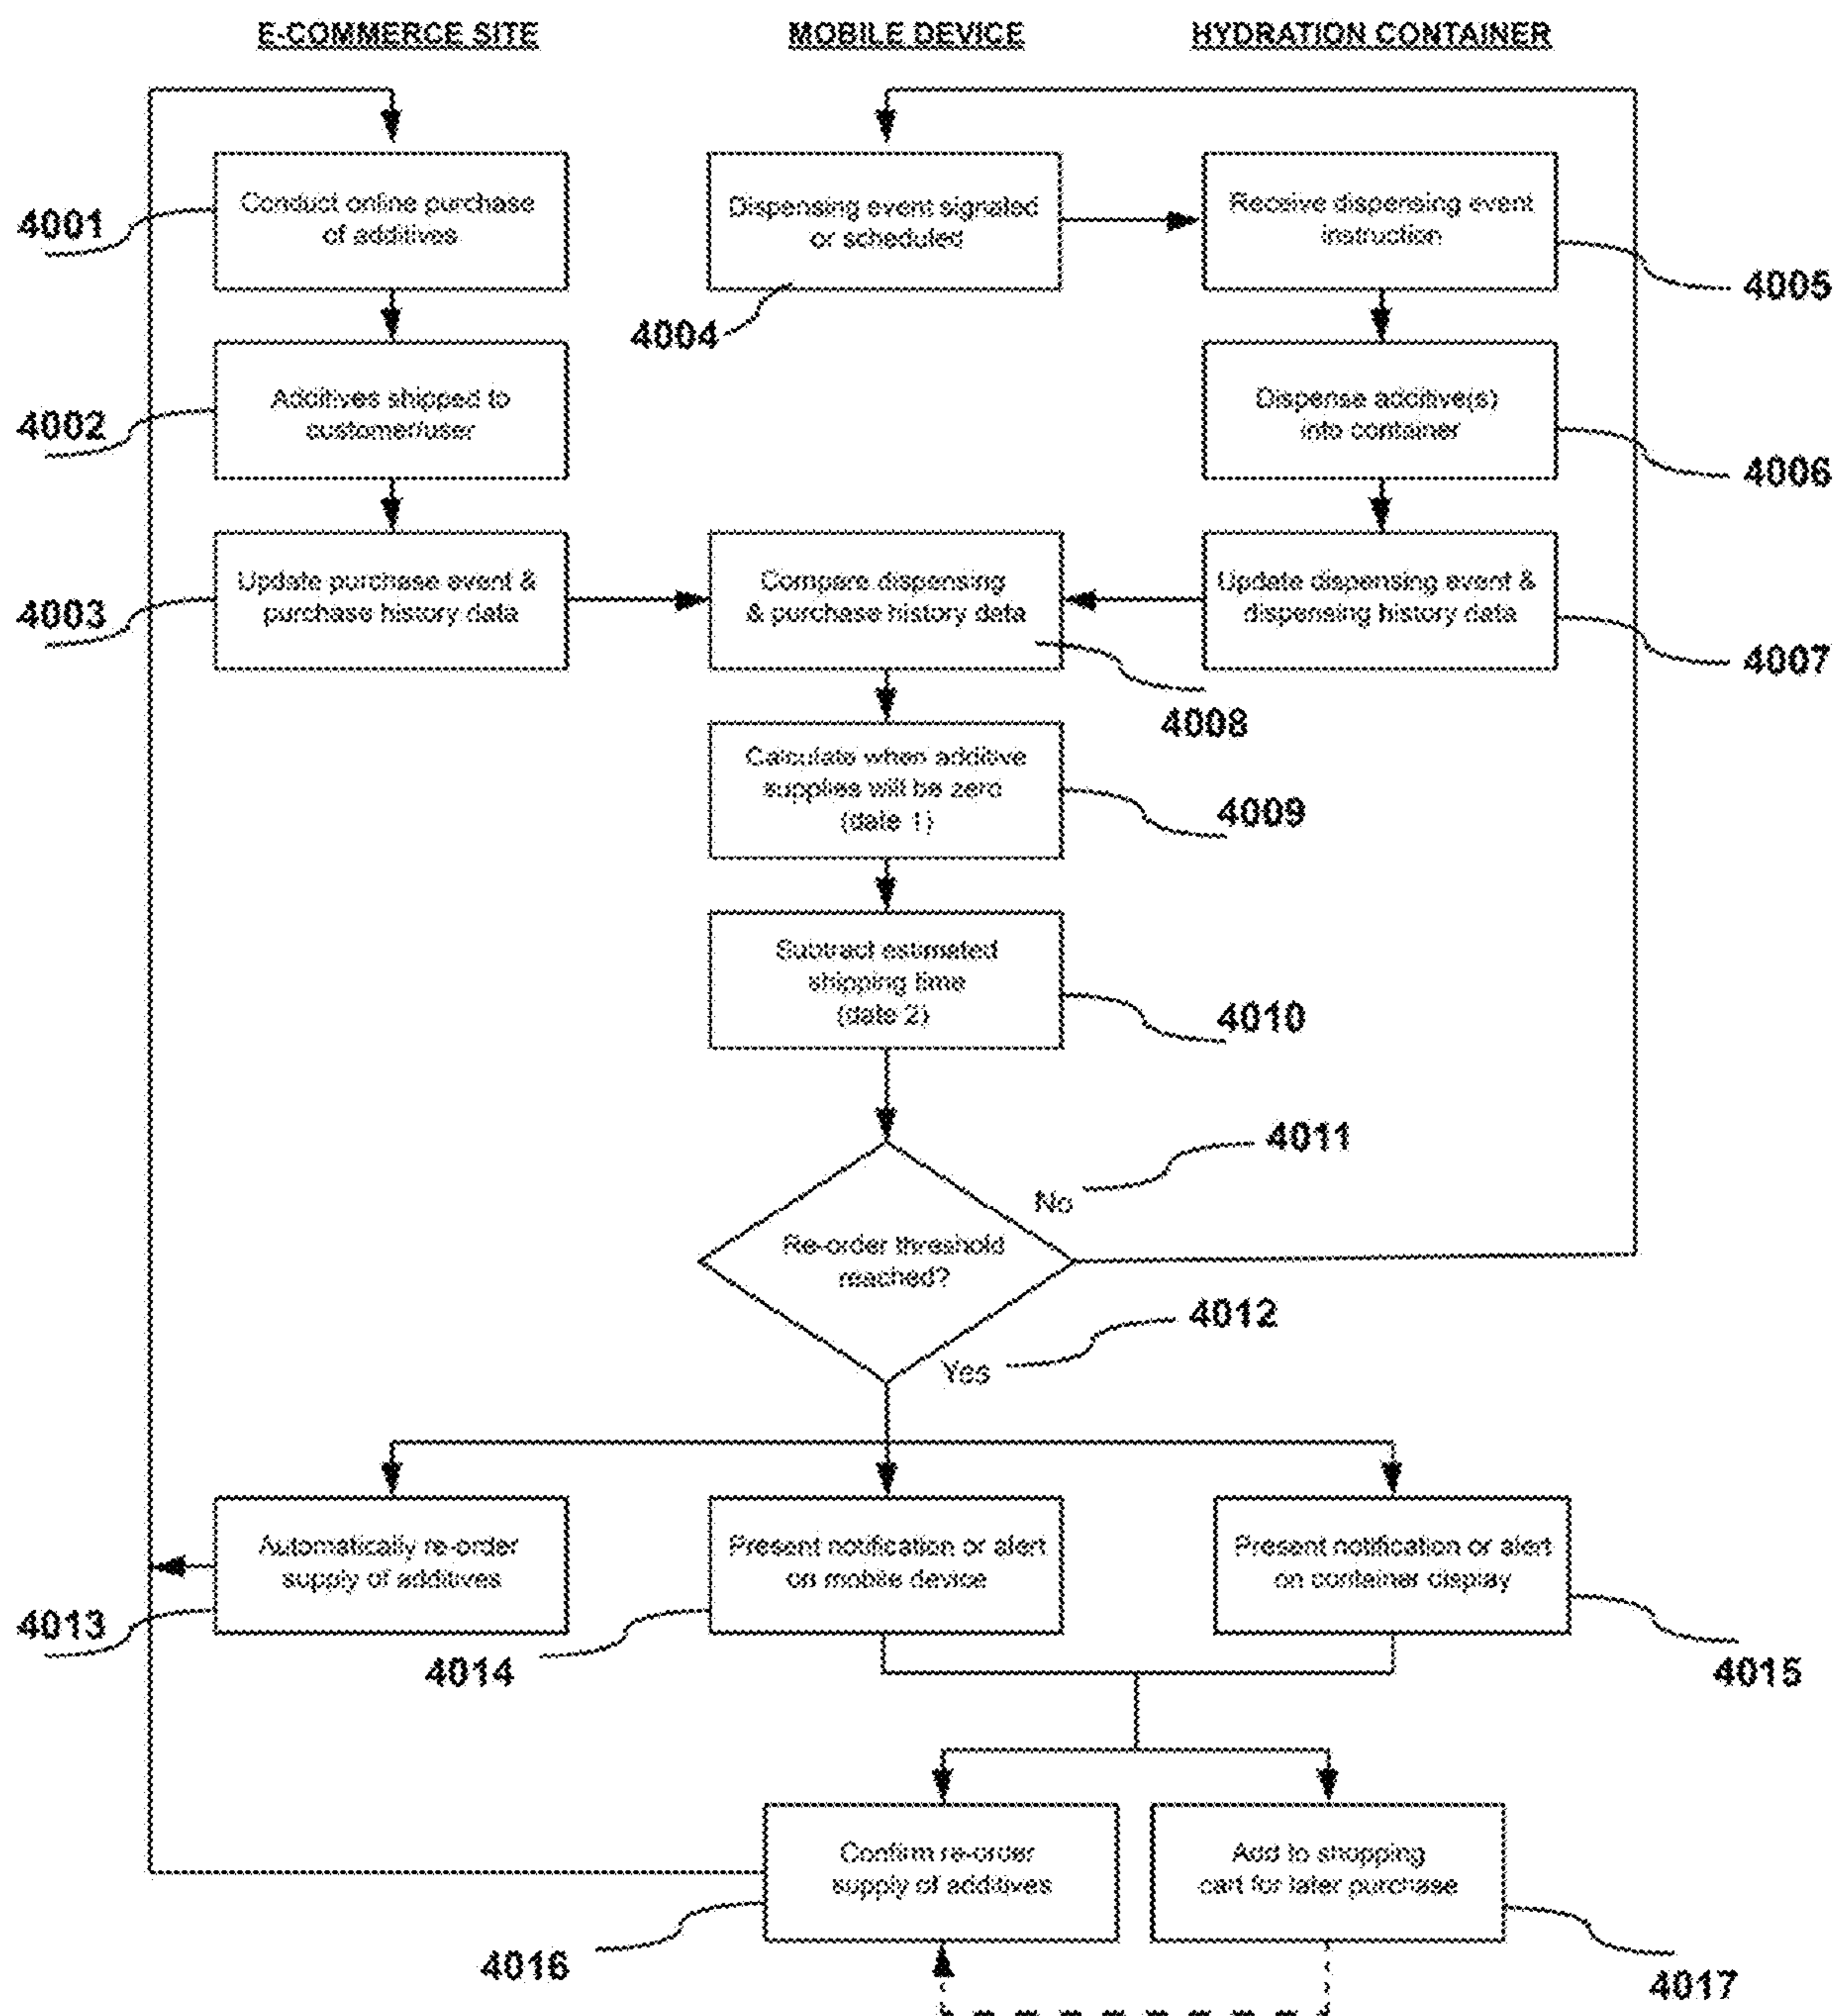 E-COMMERCE SITE
MOBILE DEVICE
HYDRATION CONTAINER
Conduct online purchase
of additives
4001
Dispensing event signaled
or scheduled
4004
Receive dispensing event
instruction
4005
Additives shipped to
customer/user
4002
Dispense additive(s)
into container
4006
Update purchase event &
purchase history data
4003
Compare dispensing
& purchase history data
4008
Update dispensing event &
dispensing history data
4007
Calculate when additive
supplies will be zero
(date 1)
4009
Subtract estimated
shipping time
(date 2)
4010
4011
No
Re-order threshold
reached?
4012
Yes
Automatically re-order
supply of additives
4013
Present notification or alert
on mobile device
4014
Present notification or alert
on container display
4015
Confirm re-order
supply of additives
4016
Add to shopping
cart for later purchase
4017